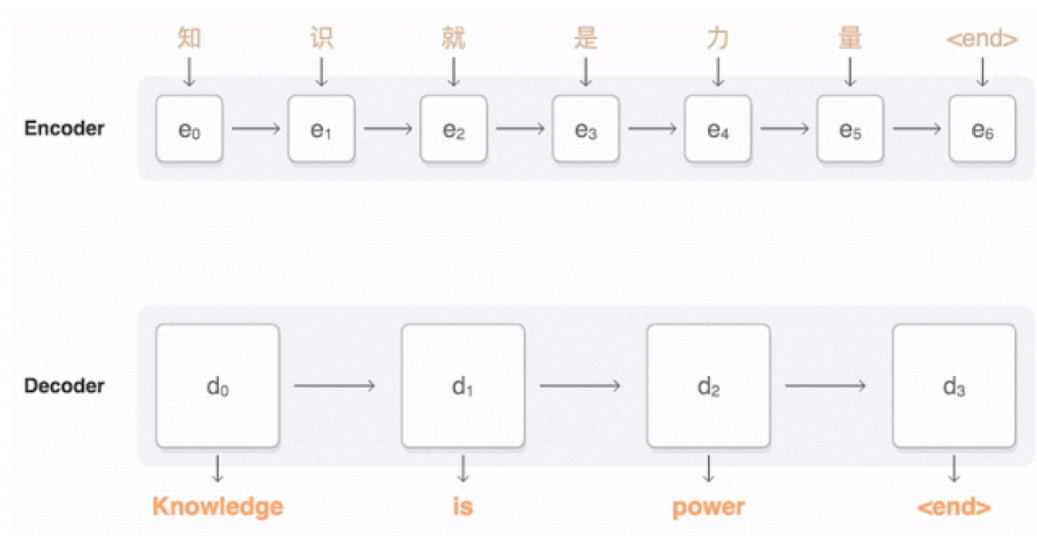 知 识 就 是 力 量 <end>
Encoder e₀ e₁ e₂ e₃ e₄ e₅ e₆
Decoder d₀ d₁ d₂ d₃
Knowledge is power <end>